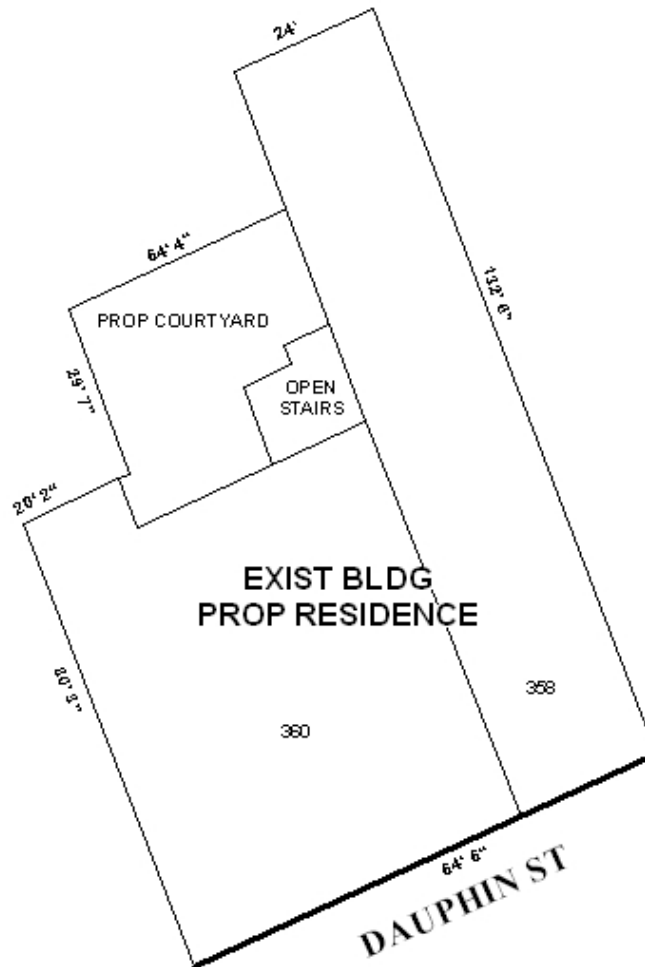 24'
64' 4"
132' 6"
PROP COURTYARD
29' 7"
OPEN
STAIRS
20' 2"
EXIST BLDG
PROP RESIDENCE
80' 3"
358
360
64' 6"
DAUPHIN ST